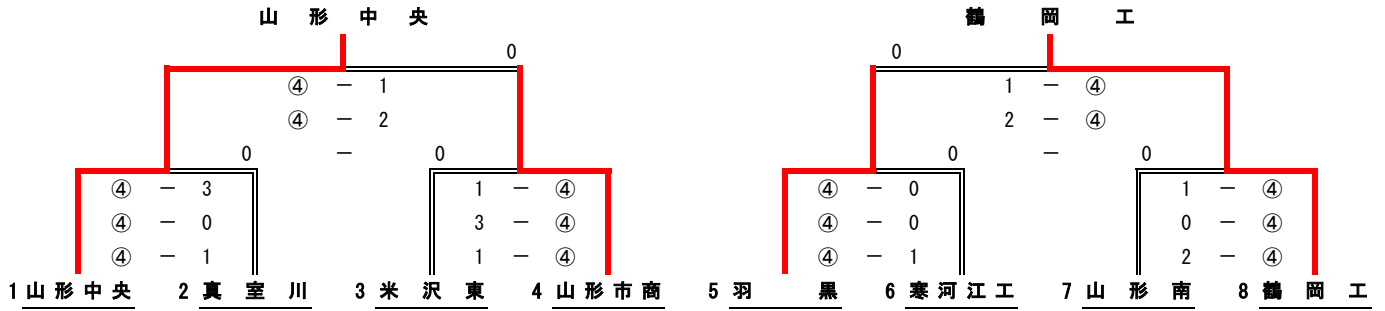 山形中央 鶴岡工
0 0
④ － 1 1 － ④
④ － 2 2 － ④
0 － 0 0 － 0
④ － 3 1 － ④ ④ － 0 1 － ④
④ － 0 3 － ④ ④ － 0 0 － ④
④ － 1 1 － ④ ④ － 1 2 － ④
1 山形中央 2 真室川 3 米沢東 4 山形市商 5 羽黒 6 寒河江工 7 山形南 8 鶴岡工